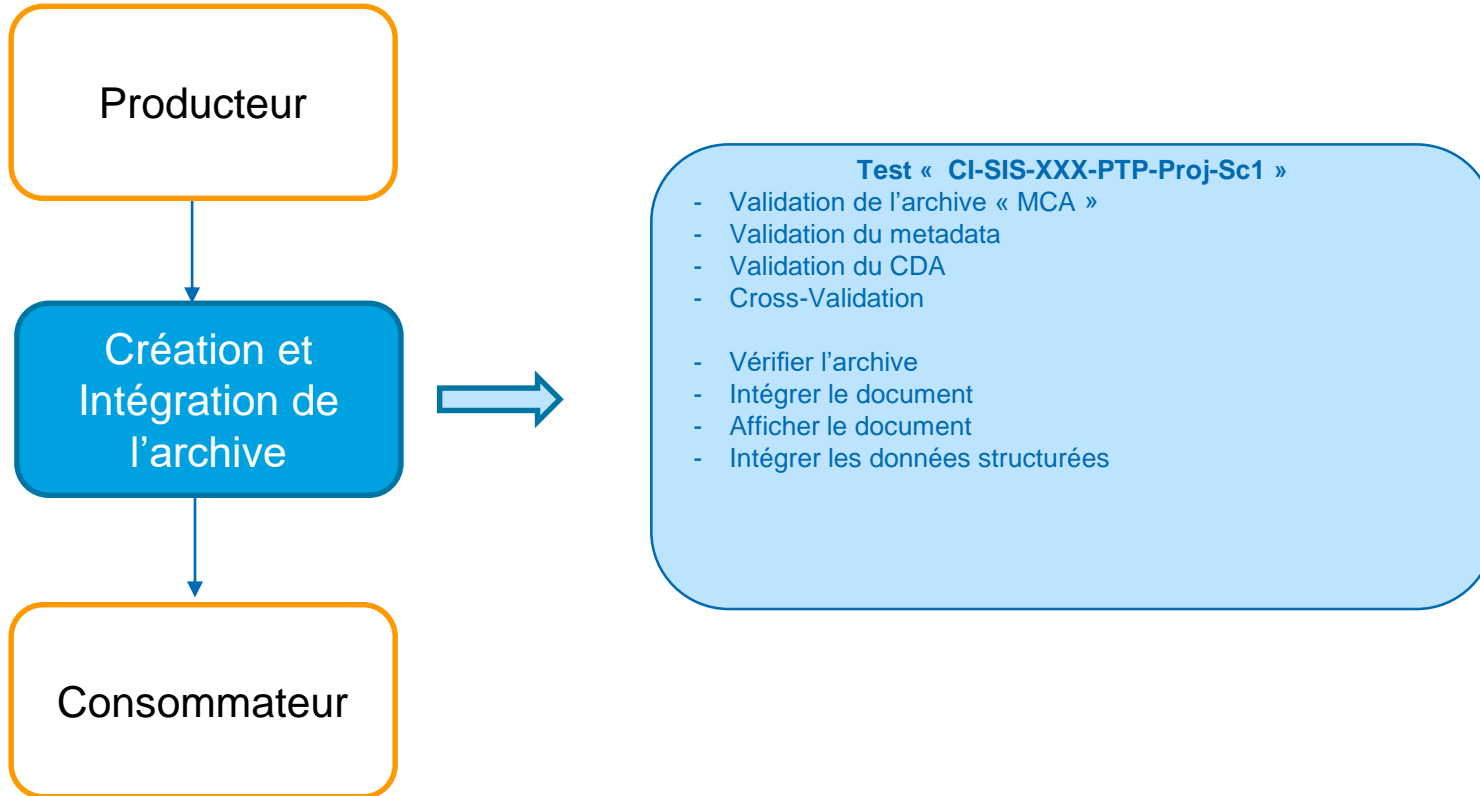 Producteur
Création et
Intégration de
l’archive
Consommateur
Test «  CI-SIS-XXX-PTP-Proj-Sc1 »
- Validation de l’archive « MCA »
- Validation du metadata
- Validation du CDA
- Cross-Validation
- Vérifier l’archive
- Intégrer le document
- Afficher le document
- Intégrer les données structurées